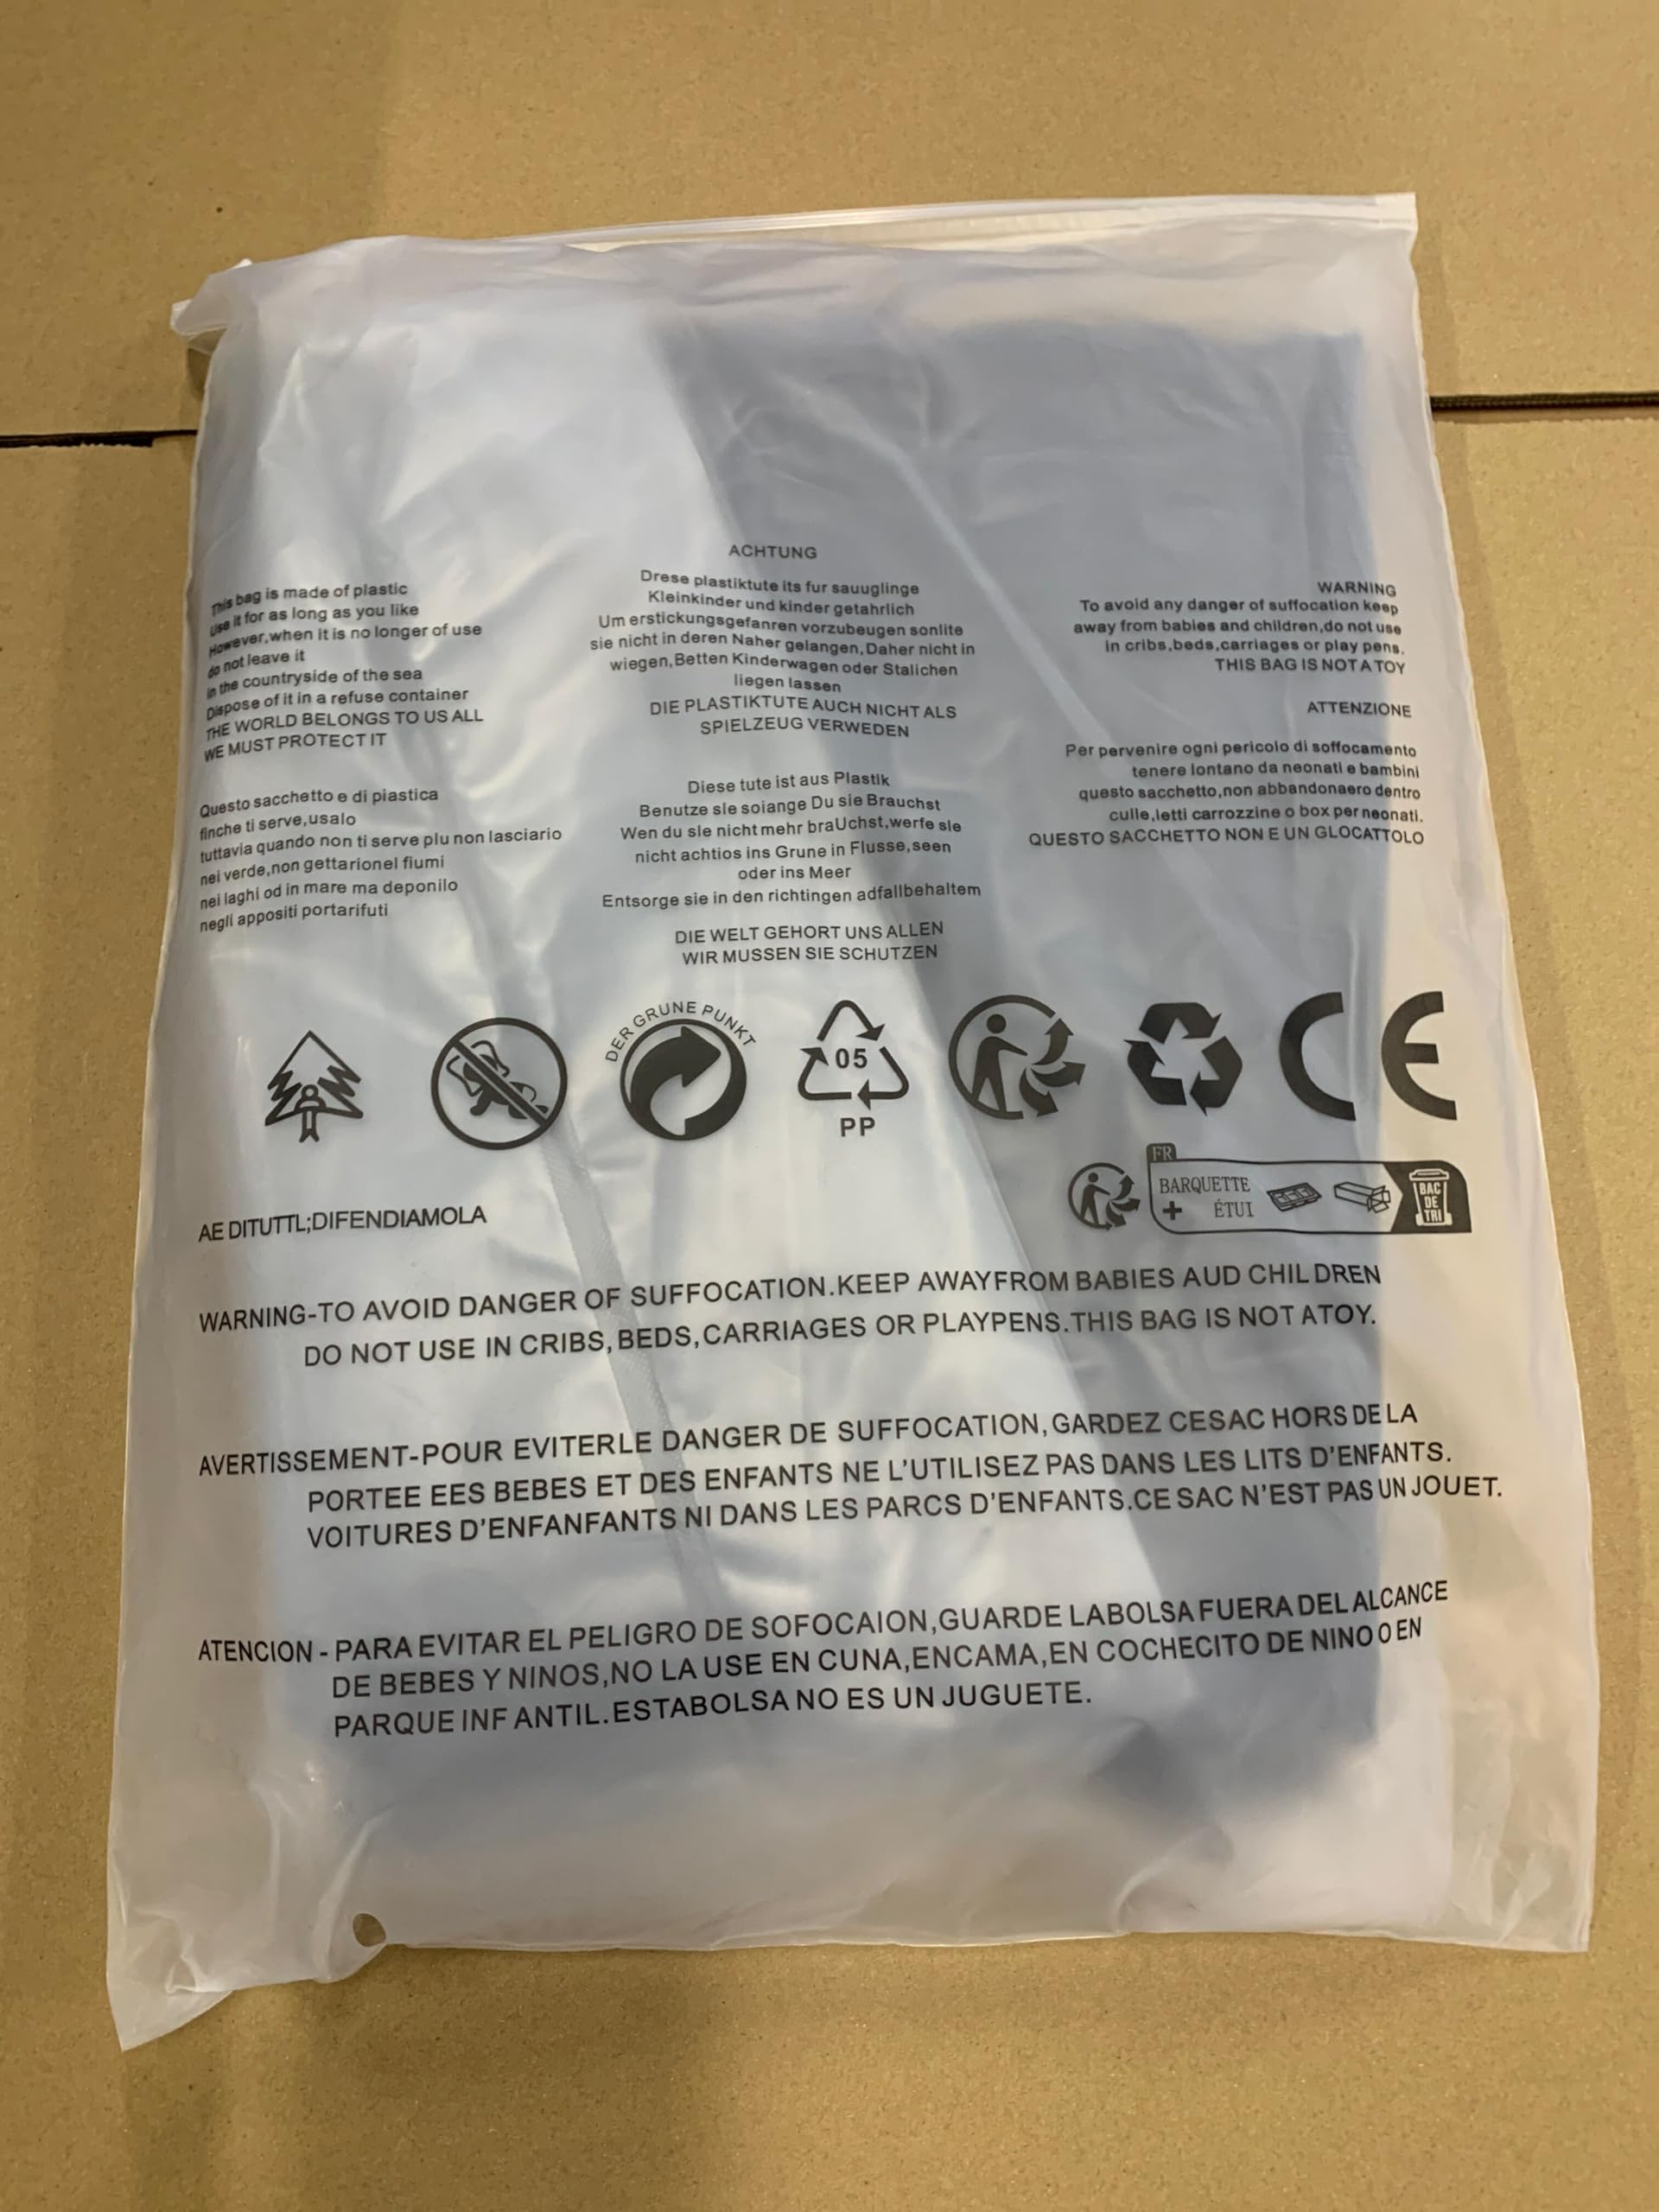 This bag is made of plastic
Use it for as long as you like
However,when it is no longer of use
do not leave it
in the countryside of the sea
Dispose of it in a refuse container
THE WORLD BELONGS TO US ALL
WE MUST PROTECT IT
Questo sacchetto e di piastica
finche ti serve,usalo
tuttavia quando non ti serve plu non lasciario
nei verde,non gettarionel fiumi
nei laghi od in mare ma deponilo
negli appositi portarifuti
ACHTUNG
Drese plastiktute its fur sauuglinge
Kleinkinder und kinder getahrlich
Um erstickungsgefanren vorzubeugen sonlite
sie nicht in deren Naher gelangen,Daher nicht in
wiegen,Betten Kinderwagen oder Stalichen
liegen lassen
DIE PLASTIKTUTE AUCH NICHT ALS
SPIELZEUG VERWEDEN
Diese tute ist aus Plastik
Benutze sle soiange Du sie Brauchst
Wen du sle nicht mehr braUchst,werfe sle
nicht achtios ins Grune in Flusse,seen
oder ins Meer
Entsorge sie in den richtingen adfallbehaltem
DIE WELT GEHORT UNS ALLEN
WIR MUSSEN SIE SCHUTZEN
WARNING
To avoid any danger of suffocation keep
away from babies and children,do not use
in cribs,beds,carriages or play pens.
THIS BAG IS NOT A TOY
ATTENZIONE
Per pervenire ogni pericolo di soffocamento
tenere lontano da neonati e bambini
questo sacchetto,non abbandonaero dentro
culle,letti carrozzine o box per neonati.
QUESTO SACCHETTO NON E UN GLOCATTOLO
DER GRUNE PUNKT
05
PP
CE
FR
BARQUETTE
+ ÉTUI
BAC
DE
TRI
AE DITUTTL;DIFENDIAMOLA
WARNING-TO AVOID DANGER OF SUFFOCATION.KEEP AWAYFROM BABIES AUD CHIL DREN
DO NOT USE IN CRIBS,BEDS,CARRIAGES OR PLAYPENS.THIS BAG IS NOT ATOY.
AVERTISSEMENT-POUR EVITERLE DANGER DE SUFFOCATION,GARDEZ CESAC HORS DE LA
PORTEE EES BEBES ET DES ENFANTS NE L'UTILISEZ PAS DANS LES LITS D'ENFANTS.
VOITURES D'ENFANFANTS NI DANS LES PARCS D'ENFANTS.CE SAC N'EST PAS UN JOUET.
ATENCION - PARA EVITAR EL PELIGRO DE SOFOCAION,GUARDE LABOLSA FUERA DEL ALCANCE
DE BEBES Y NINOS,NO LA USE EN CUNA,ENCAMA,EN COCHECITO DE NINO O EN
PARQUE INF ANTIL.ESTABOLSA NO ES UN JUGUETE.